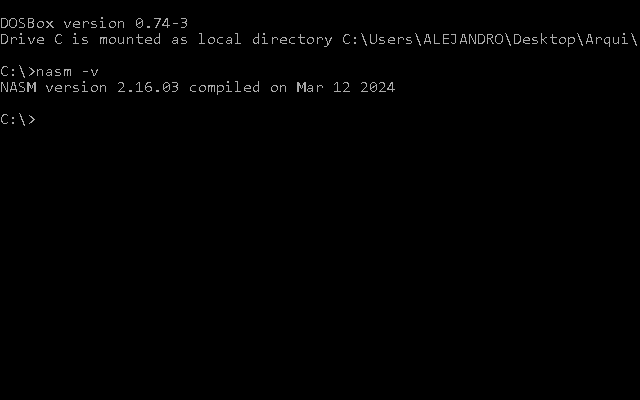 DOSBox version 0.74-3
Drive C is mounted as local directory C:\Users\ALEJANDRO\Desktop\Arqui\
C:\>nasm -v
NASM version 2.16.03 compiled on Mar 12 2024
C:\>